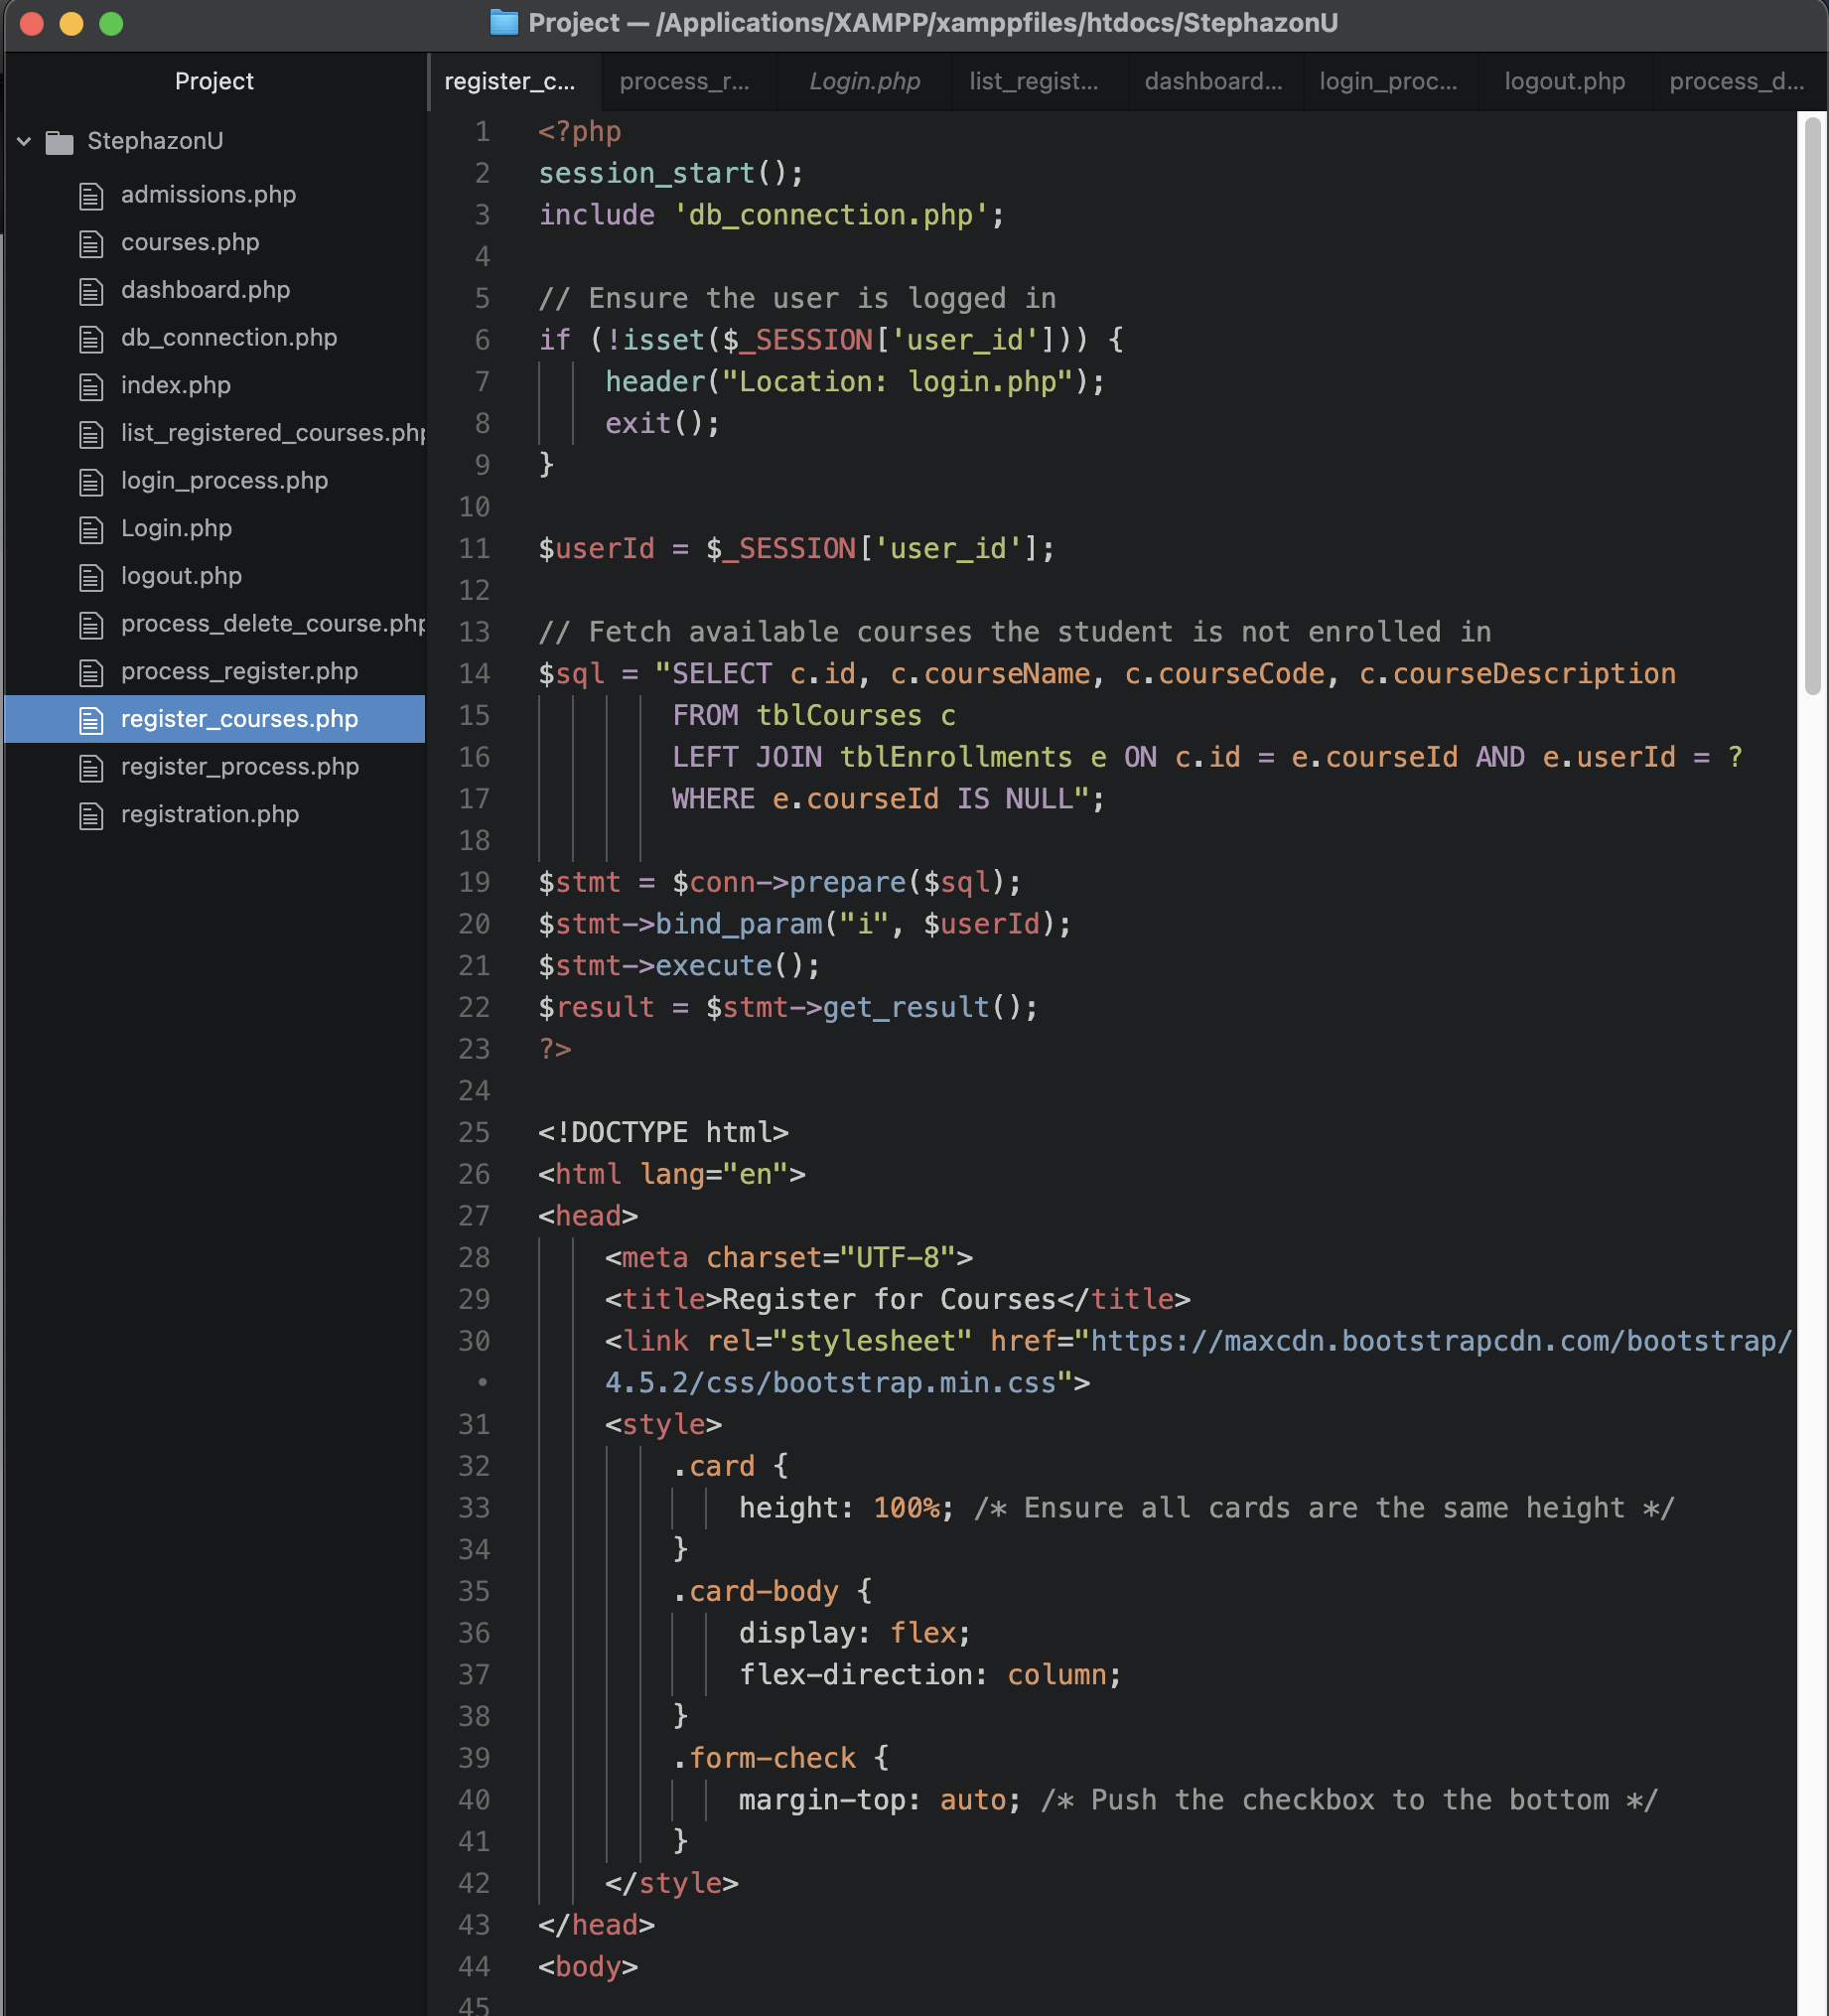 Project — /Applications/XAMPP/xamppfiles/htdocs/StephazonU
Project
StephazonU
admissions.php
courses.php
dashboard.php
db_connection.php
index.php
list_registered_courses.php
login_process.php
Login.php
logout.php
process_delete_course.php
process_register.php
register_courses.php
register_process.php
registration.php
register_c... process_r... Login.php list_regist... dashboard... login_proc... logout.php process_d...
1 <?php
2 session_start();
3 include 'db_connection.php';
4
5 // Ensure the user is logged in
6 if (!isset($_SESSION['user_id'])) {
7 header("Location: login.php");
8 exit();
9 }
10
11 $userId = $_SESSION['user_id'];
12
13 // Fetch available courses the student is not enrolled in
14 $sql = "SELECT c.id, c.courseName, c.courseCode, c.courseDescription
15 FROM tblCourses c
16 LEFT JOIN tblEnrollments e ON c.id = e.courseId AND e.userId = ?
17 WHERE e.courseId IS NULL";
18
19 $stmt = $conn->prepare($sql);
20 $stmt->bind_param("i", $userId);
21 $stmt->execute();
22 $result = $stmt->get_result();
23 ?>
24
25 <!DOCTYPE html>
26 <html lang="en">
27 <head>
28 <meta charset="UTF-8">
29 <title>Register for Courses</title>
30 <link rel="stylesheet" href="https://maxcdn.bootstrapcdn.com/bootstrap/
• 4.5.2/css/bootstrap.min.css">
31 <style>
32 .card {
33 height: 100%; /* Ensure all cards are the same height */
34 }
35 .card-body {
36 display: flex;
37 flex-direction: column;
38 }
39 .form-check {
40 margin-top: auto; /* Push the checkbox to the bottom */
41 }
42 </style>
43 </head>
44 <body>
45